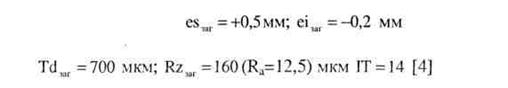 es заг = +0,5 мм; ei заг = –0,2 мм
Td заг = 700 мкм; Rz заг =160 (Ra=12,5) мкм IT = 14 [4]